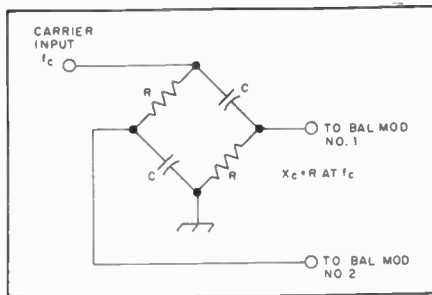 CARRIER
INPUT
fc
R
C
TO BAL MOD
NO. 1
C
R
Xc=R AT fc
TO BAL MOD
NO 2